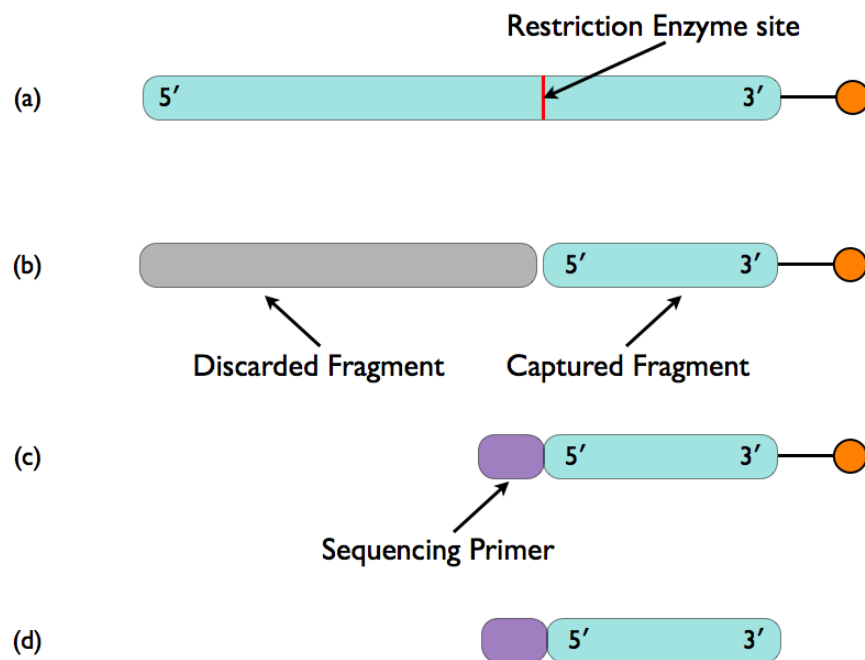 Restriction Enzyme site
(a) 5′ 3′
(b) 5′ 3′
Discarded Fragment Captured Fragment
(c) 5′ 3′
Sequencing Primer
(d) 5′ 3′